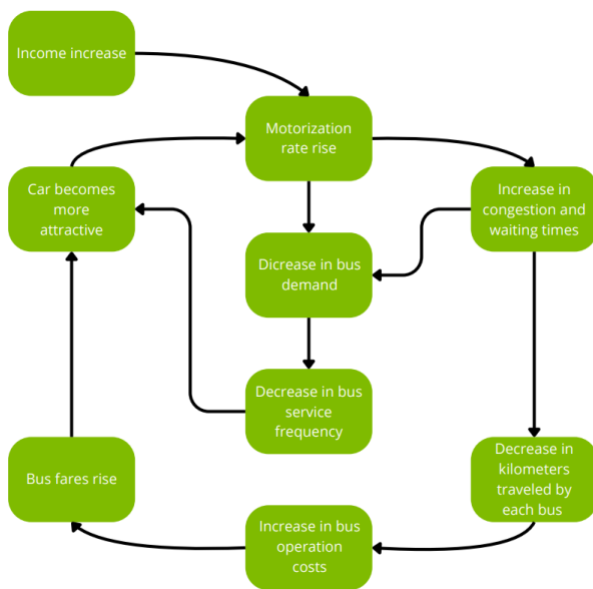 Income increase
Motorization
rate rise
Car becomes
more
attractive
Increase in
congestion and
waiting times
Dicrease in bus
demand
Decrease in bus
service
frequency
Bus fares rise
Decrease in
kilometers
traveled by
each bus
Increase in bus
operation
costs